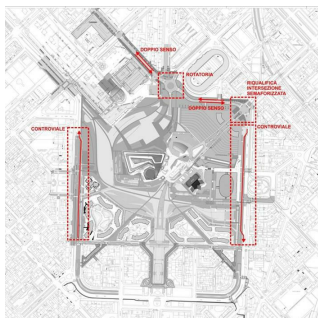 DOPPIO SENSO
ROTATORIA
RIQUALIFICA
INTERSEZIONE
SEMAFORIZZATA
DOPPIO SENSO
CONTROVIALE
CONTROVIALE